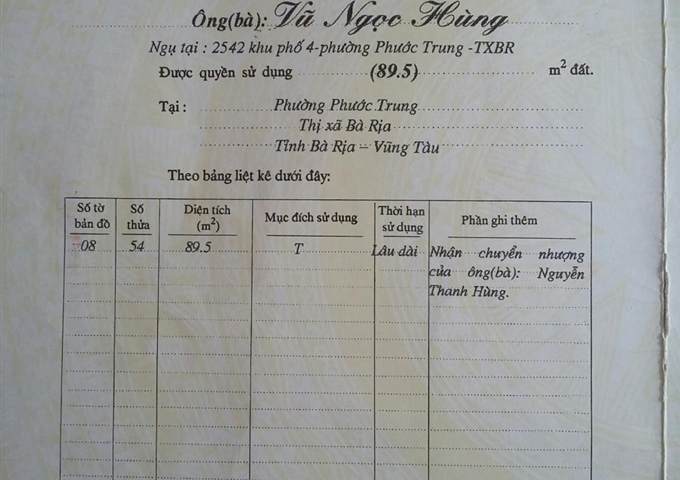 Ông(bà): Vũ Ngọc Hùng
Ngụ tại : 2542 khu phố 4-phường Phước Trung -TXBR
Được quyền sử dụng (89.5) m2 đất.
Tại : Phường Phước Trung
Thị xã Bà Rịa
Tỉnh Bà Rịa – Vũng Tàu
Theo bảng liệt kê dưới đây:
Số tờ bản đồ Số thửa Diện tích (m2) Mục đích sử dụng Thời hạn sử dụng Phần ghi thêm
08 54 89.5 T Lâu dài Nhận chuyển nhượng
của ông(bà): Nguyễn
Thanh Hùng.